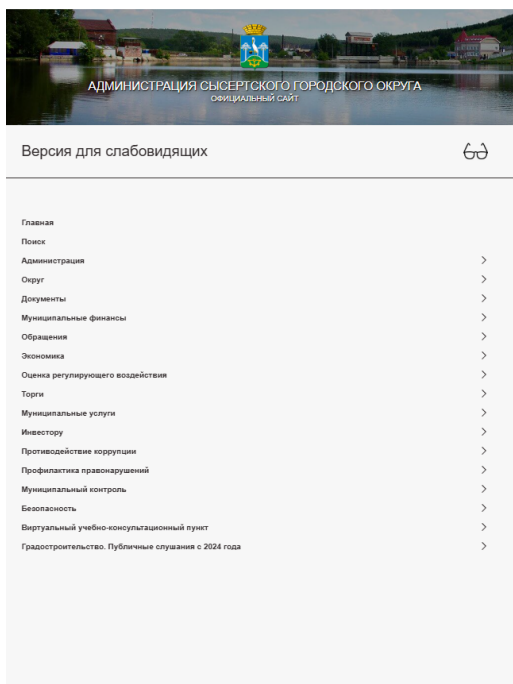 АДМИНИСТРАЦИЯ СЫСЕРТСКОГО ГОРОДСКОГО ОКРУГА
ОФИЦИАЛЬНЫЙ САЙТ
Версия для слабовидящих
Главная
Поиск
Администрация
Округ
Документы
Муниципальные финансы
Обращения
Экономика
Оценка регулирующего воздействия
Торги
Муниципальные услуги
Инвестору
Противодействие коррупции
Профилактика правонарушений
Муниципальный контроль
Безопасность
Виртуальный учебно-консультационный пункт
Градостроительство. Публичные слушания с 2024 года